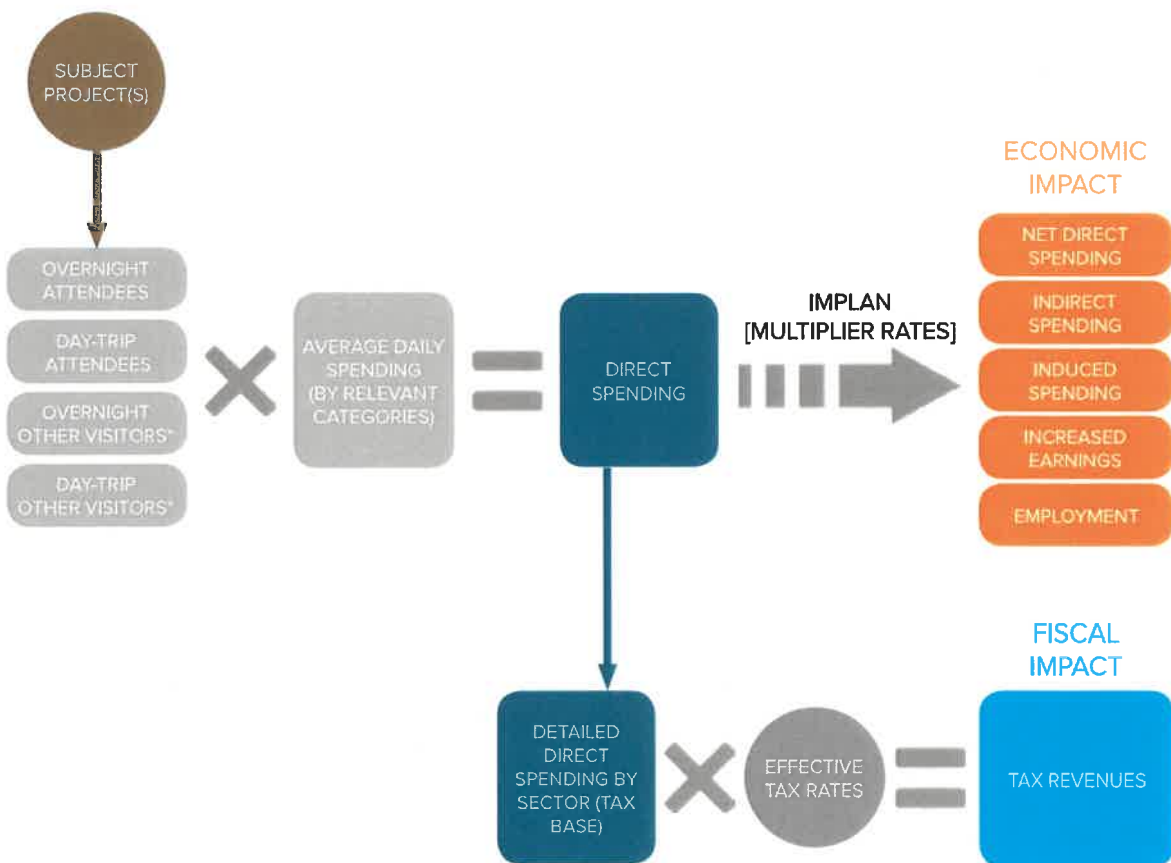 SUBJECT
PROJECT(S)
OVERNIGHT
ATTENDEES
DAY-TRIP
ATTENDEES
OVERNIGHT
OTHER VISITORS*
DAY-TRIP
OTHER VISITORS*
AVERAGE DAILY
SPENDING
(BY RELEVANT
CATEGORIES)
DIRECT
SPENDING
IMPLAN
[MULTIPLIER RATES]
ECONOMIC
IMPACT
NET DIRECT
SPENDING
INDIRECT
SPENDING
INDUCED
SPENDING
INCREASED
EARNINGS
EMPLOYMENT
DETAILED
DIRECT
SPENDING BY
SECTOR (TAX
BASE)
EFFECTIVE
TAX RATES
FISCAL
IMPACT
TAX REVENUES